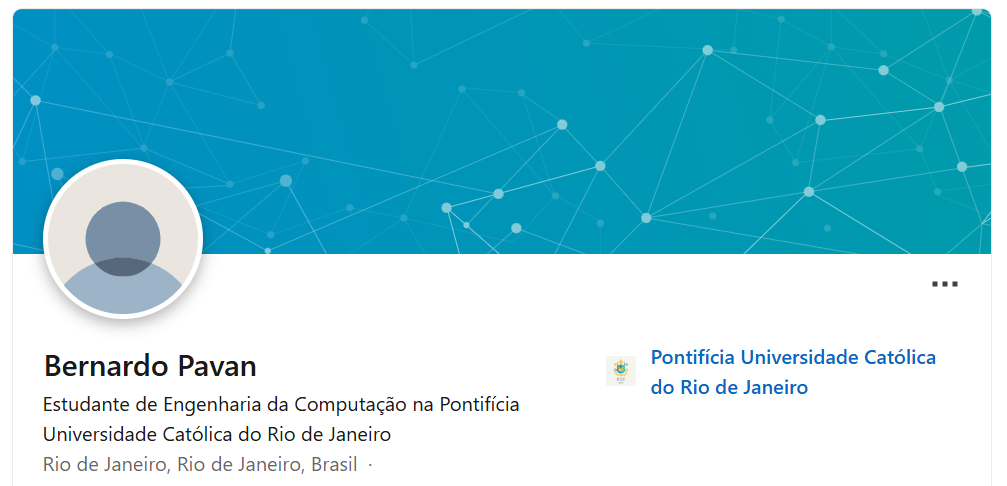 Bernardo Pavan
Estudante de Engenharia da Computação na Pontifícia
Universidade Católica do Rio de Janeiro
Rio de Janeiro, Rio de Janeiro, Brasil ·
Pontifícia Universidade Católica
do Rio de Janeiro